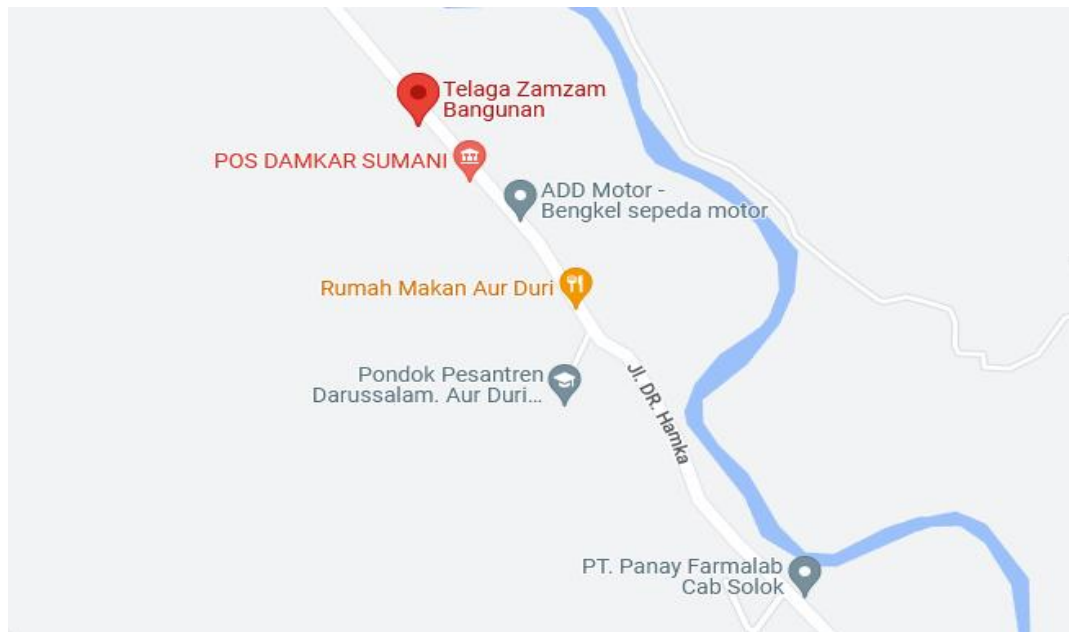 Telaga Zamzam
Bangunan
POS DAMKAR SUMANI
ADD Motor -
Bengkel sepeda motor
Rumah Makan Aur Duri
Pondok Pesantren
Darussalam. Aur Duri...
Jl. DR. Hamka
PT. Panay Farmalab
Cab Solok